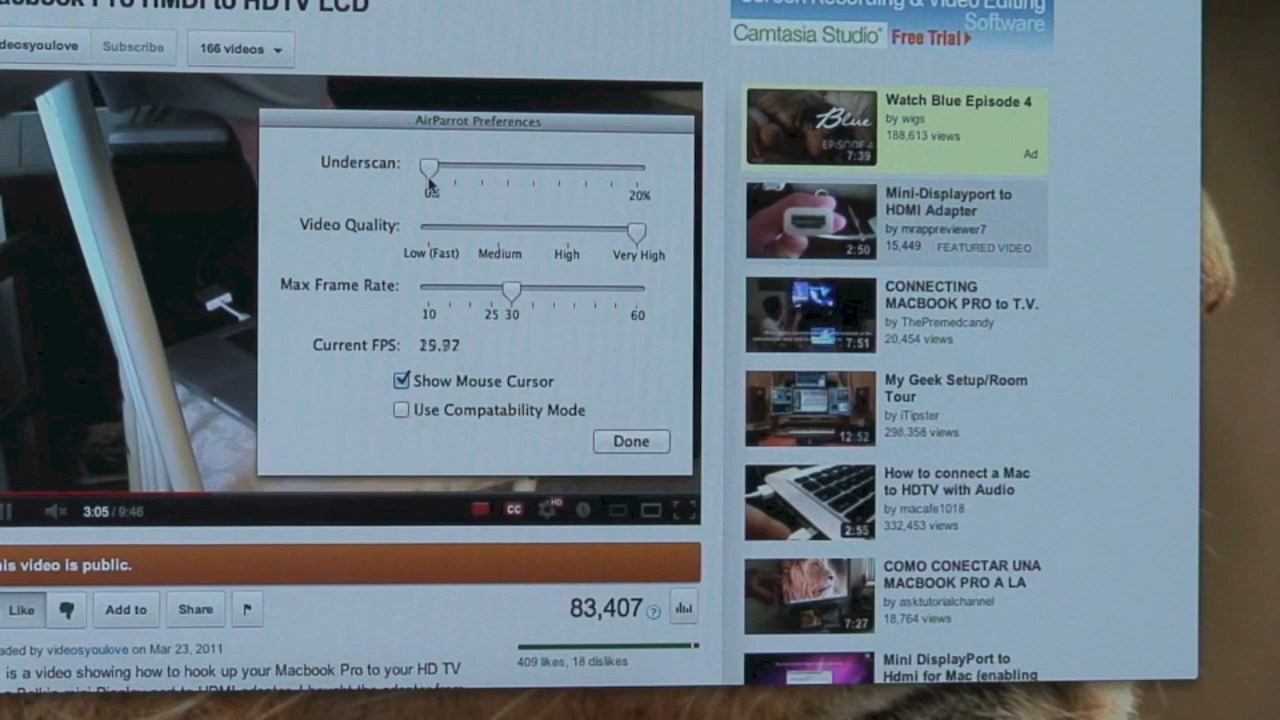 acbook Pro HMDI to HDTV LCD
deosyoulove
Subscribe
166 videos
Screen Recording & Video Editing
Software
Camtasia Studio® Free Trial
AirParrot Preferences
Underscan:
20%
Video Quality:
Low (Fast) Medium High Very High
Max Frame Rate:
10 25 30 60
Current FPS: 29.97
Show Mouse Cursor
Use Compatability Mode
Done
3:05 / 9:46
CC
HD
his video is public.
Like
Add to
Share
83,407
aded by videosyoulove on Mar 23, 2011
409 likes, 18 dislikes
is a video showing how to hook up your Macbook Pro to your HD TV
Blue
EPISODE 4
7:39
Watch Blue Episode 4
by wigs
188,613 views
Ad
2:50
Mini-Displayport to
HDMI Adapter
by mrappreviewer7
15,449 FEATURED VIDEO
7:51
CONNECTING
MACBOOK PRO to T.V.
by ThePremedcandy
20,454 views
12:52
My Geek Setup/Room
Tour
by iTipster
298,358 views
2:55
How to connect a Mac
to HDTV with Audio
by macafe1018
332,453 views
7:27
COMO CONECTAR UNA
MACBOOK PRO A LA
by asktutorialchannel
18,764 views
Mini DisplayPort to
Hdmi for Mac (enabling